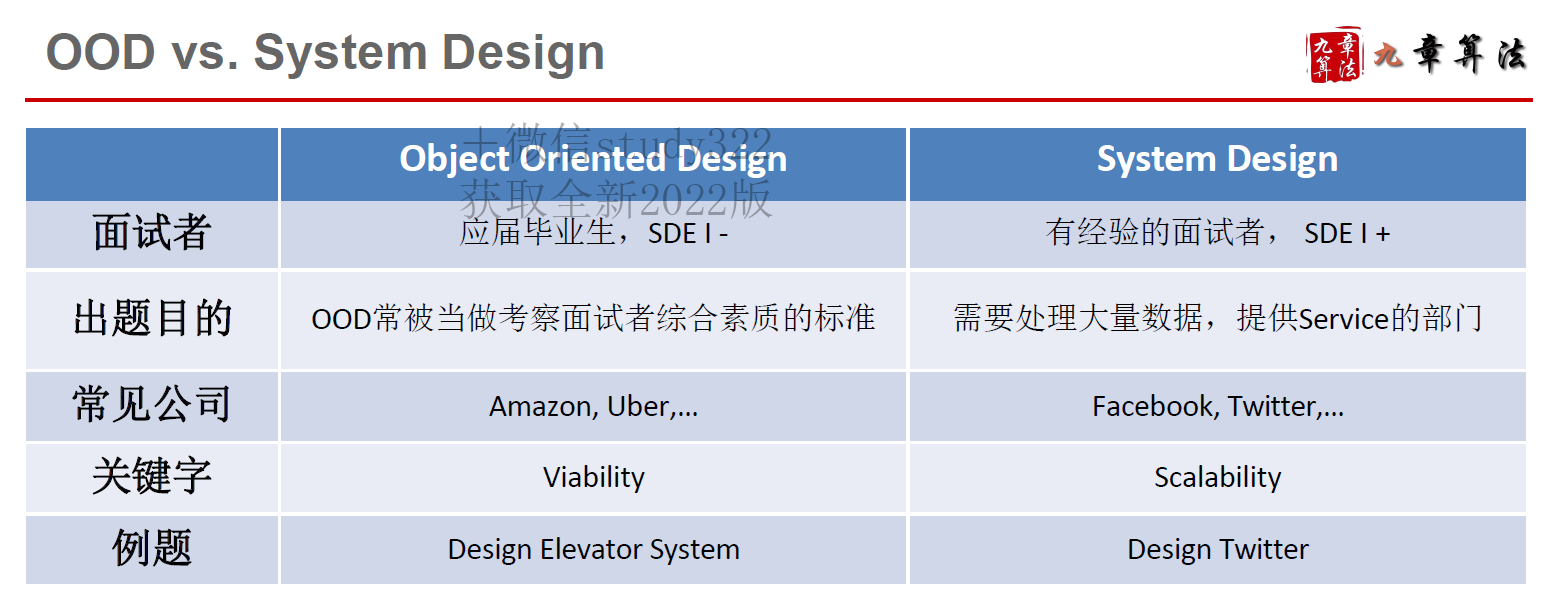 OOD vs. System Design
九章算法
九章算法
+微信study322
获取全新2022版
Object Oriented Design
System Design
面试者
应届毕业生，SDE I -
有经验的面试者， SDE I +
出题目的
OOD常被当做考察面试者综合素质的标准
需要处理大量数据，提供Service的部门
常见公司
Amazon, Uber,...
Facebook, Twitter,...
关键字
Viability
Scalability
例题
Design Elevator System
Design Twitter